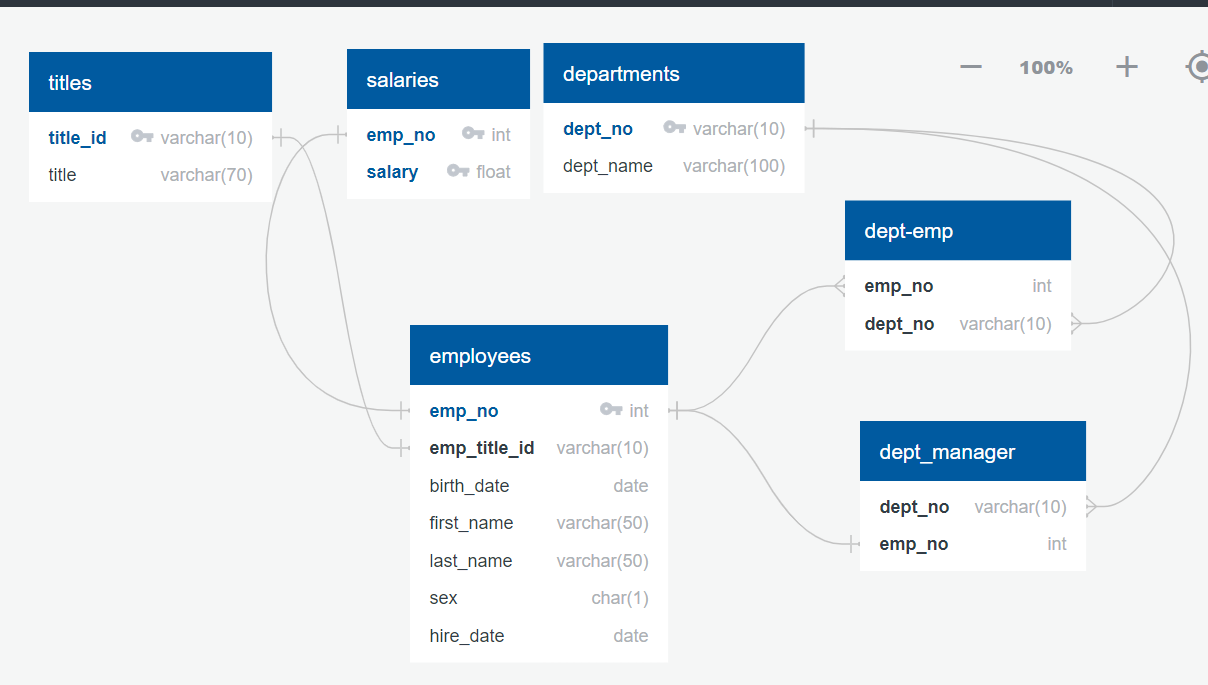 titles
title_id varchar(10)
title varchar(70)
salaries
emp_no int
salary float
departments
dept_no varchar(10)
dept_name varchar(100)
100%
dept-emp
emp_no int
dept_no varchar(10)
employees
emp_no int
emp_title_id varchar(10)
birth_date date
first_name varchar(50)
last_name varchar(50)
sex char(1)
hire_date date
dept_manager
dept_no varchar(10)
emp_no int